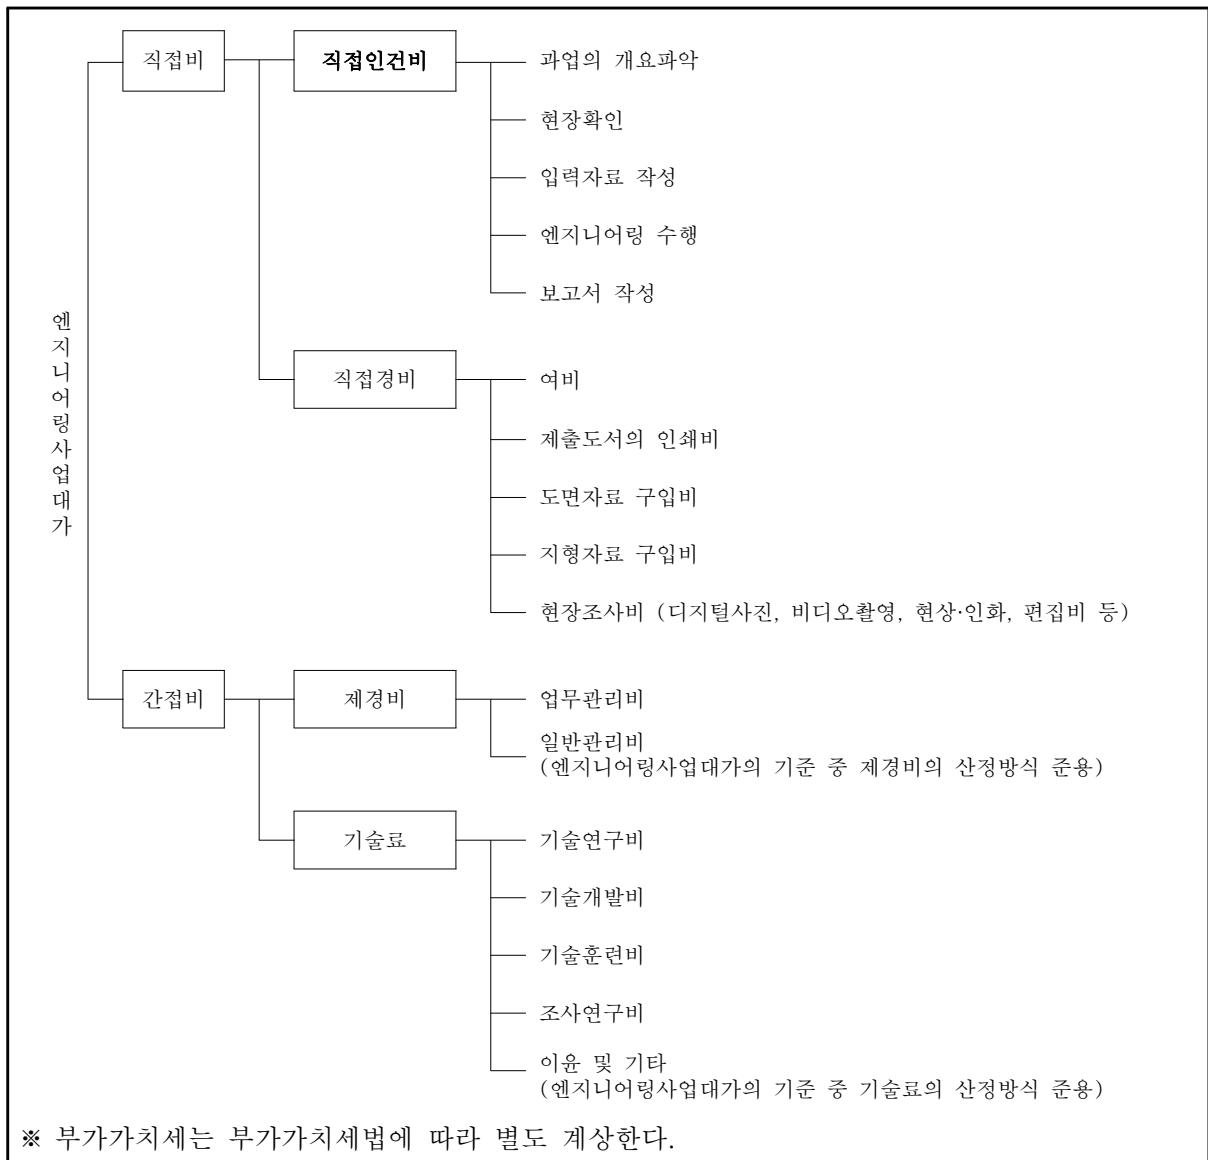 엔지니어링사업대가
직접비
직접인건비
과업의 개요파악
현장확인
입력자료 작성
엔지니어링 수행
보고서 작성
직접경비
여비
제출도서의 인쇄비
도면자료 구입비
지형자료 구입비
현장조사비 (디지털사진, 비디오촬영, 현상·인화, 편집비 등)
간접비
제경비
업무관리비
일반관리비
(엔지니어링사업대가의 기준 중 제경비의 산정방식 준용)
기술료
기술연구비
기술개발비
기술훈련비
조사연구비
이윤 및 기타
(엔지니어링사업대가의 기준 중 기술료의 산정방식 준용)
※ 부가가치세는 부가가치세법에 따라 별도 계상한다.